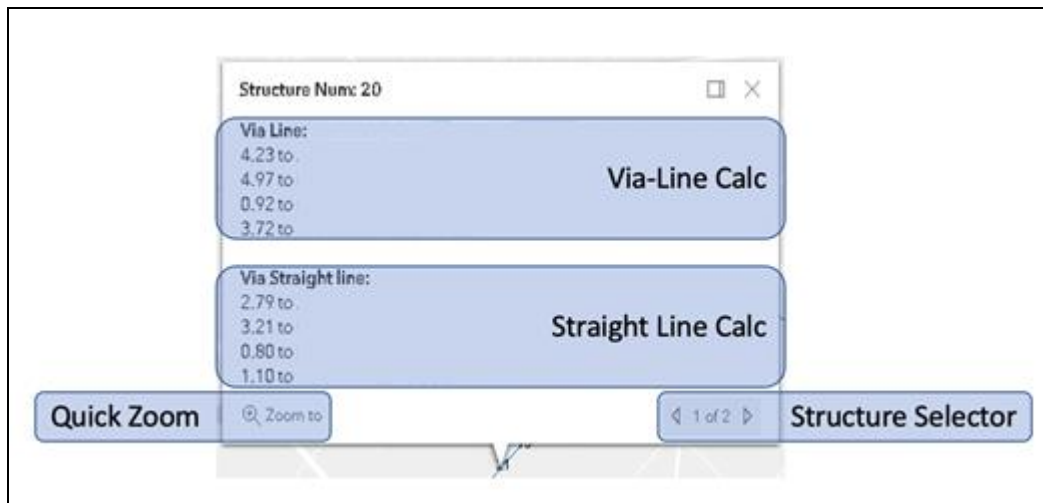 Structure Num: 20
Via Line:
4.23 to
4.97 to
0.92 to
3.72 to
Via-Line Calc
Via Straight line:
2.79 to
3.21 to
0.80 to
1.10 to
Straight Line Calc
Quick Zoom
Zoom to
1 of 2
Structure Selector